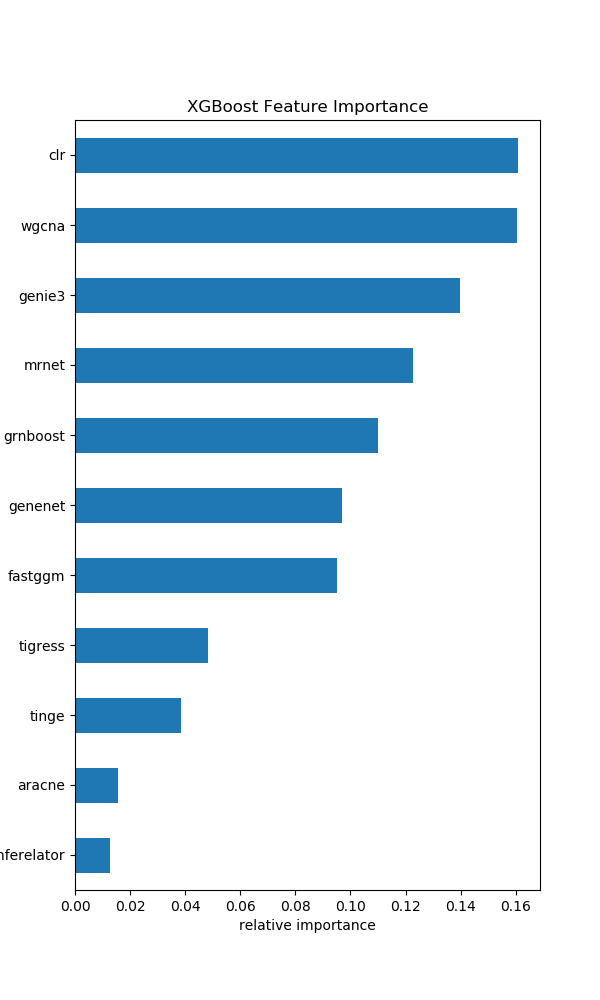 XGBoost Feature Importance
clr
wgcna
genie3
mrnet
grnboost
genenet
fastggm
tigress
tinge
aracne
nferelator
0.00 0.02 0.04 0.06 0.08 0.10 0.12 0.14 0.16
relative importance